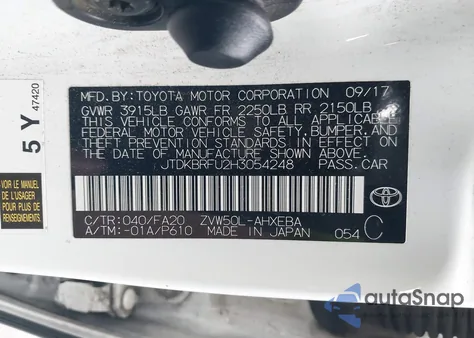 MFD.BY:TOYOTA MOTOR CORPORATION 09/17
GVWR 3915LB GAWR FR 2250LB RR 2150LB
THIS VEHICLE CONFORMS TO ALL APPLICABLE
FEDERAL MOTOR VEHICLE SAFETY,BUMPER,AND
THEFT PREVENTION STANDARDS IN EFFECT ON
THE DATE OF MANUFACTURE SHOWN ABOVE.
JTDKBRFU2H3054248 PASS.CAR
C/TR:040/FA20 ZVW50L-AHXEBA
A/TM:-01A/P610 MADE IN JAPAN 054 C
5 Y 47420
VOIR LE MANUEL
DE L'USAGER
POUR PLUS DE
RENSEIGNEMENTS
autoSnap